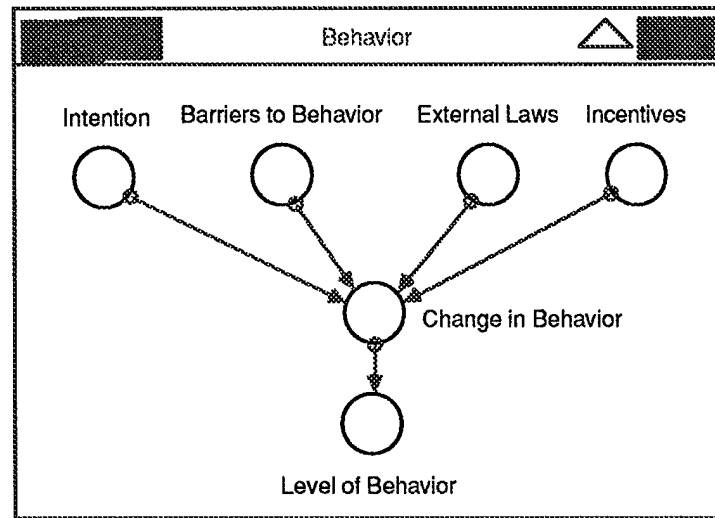 Behavior
Intention
Barriers to Behavior
External Laws
Incentives
Change in Behavior
Level of Behavior